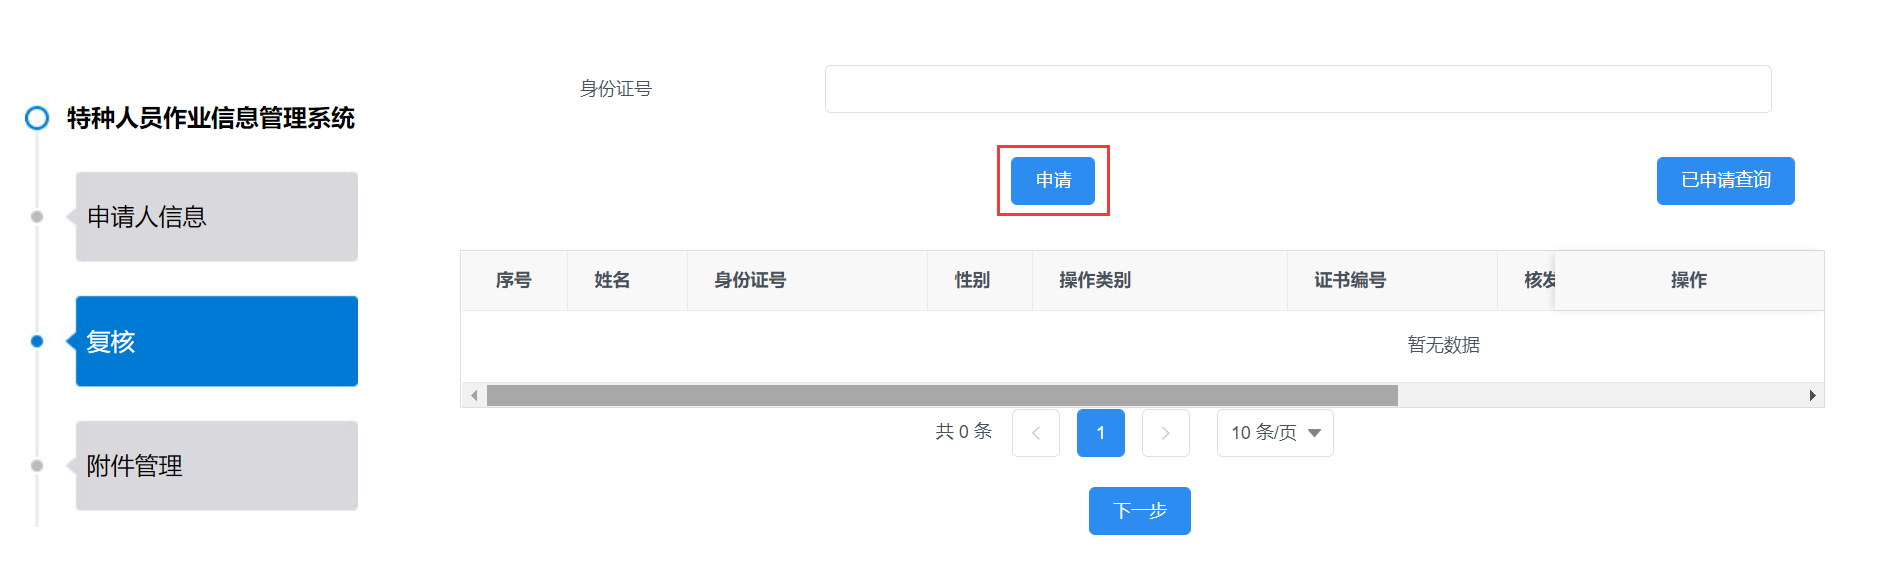 特种人员作业信息管理系统
申请人信息
复核
附件管理
身份证号
申请
已申请查询
序号 姓名 身份证号 性别 操作类别 证书编号 核发 操作
暂无数据
共 0 条 1 10 条/页
下一步